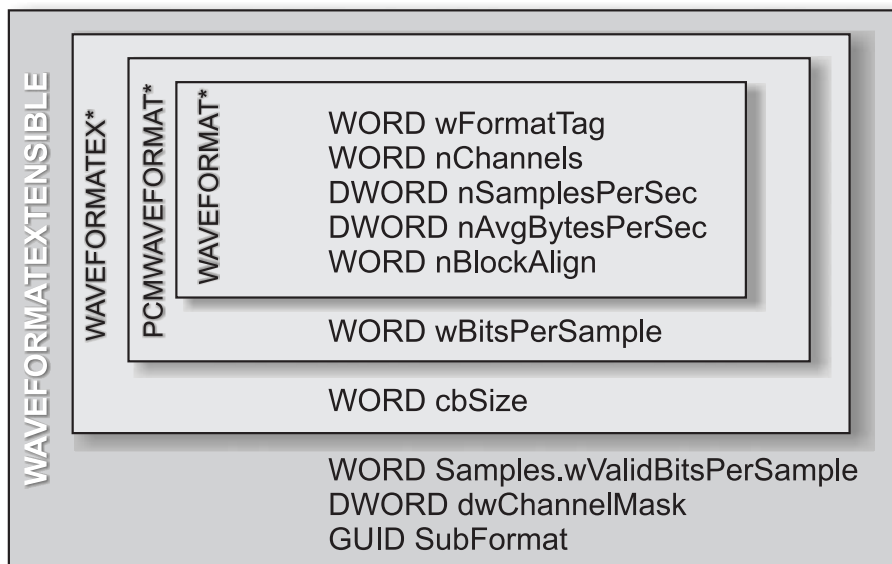 WAVEFORMATEXTENSIBLE
WAVEFORMATEX*
PCMWAVEFORMAT*
WAVEFORMAT*
WORD wFormatTag
WORD nChannels
DWORD nSamplesPerSec
DWORD nAvgBytesPerSec
WORD nBlockAlign
WORD wBitsPerSample
WORD cbSize
WORD Samples.wValidBitsPerSample
DWORD dwChannelMask
GUID SubFormat